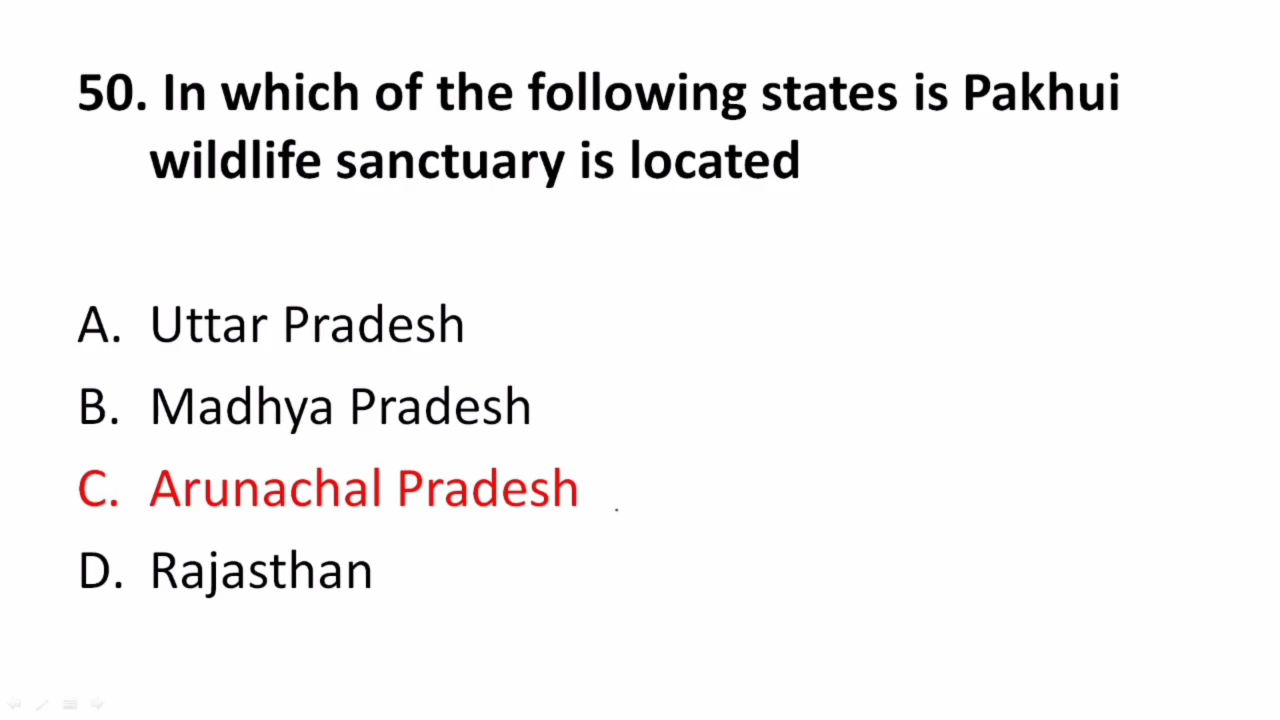 50. In which of the following states is Pakhui
wildlife sanctuary is located
A. Uttar Pradesh
B. Madhya Pradesh
C. Arunachal Pradesh
D. Rajasthan